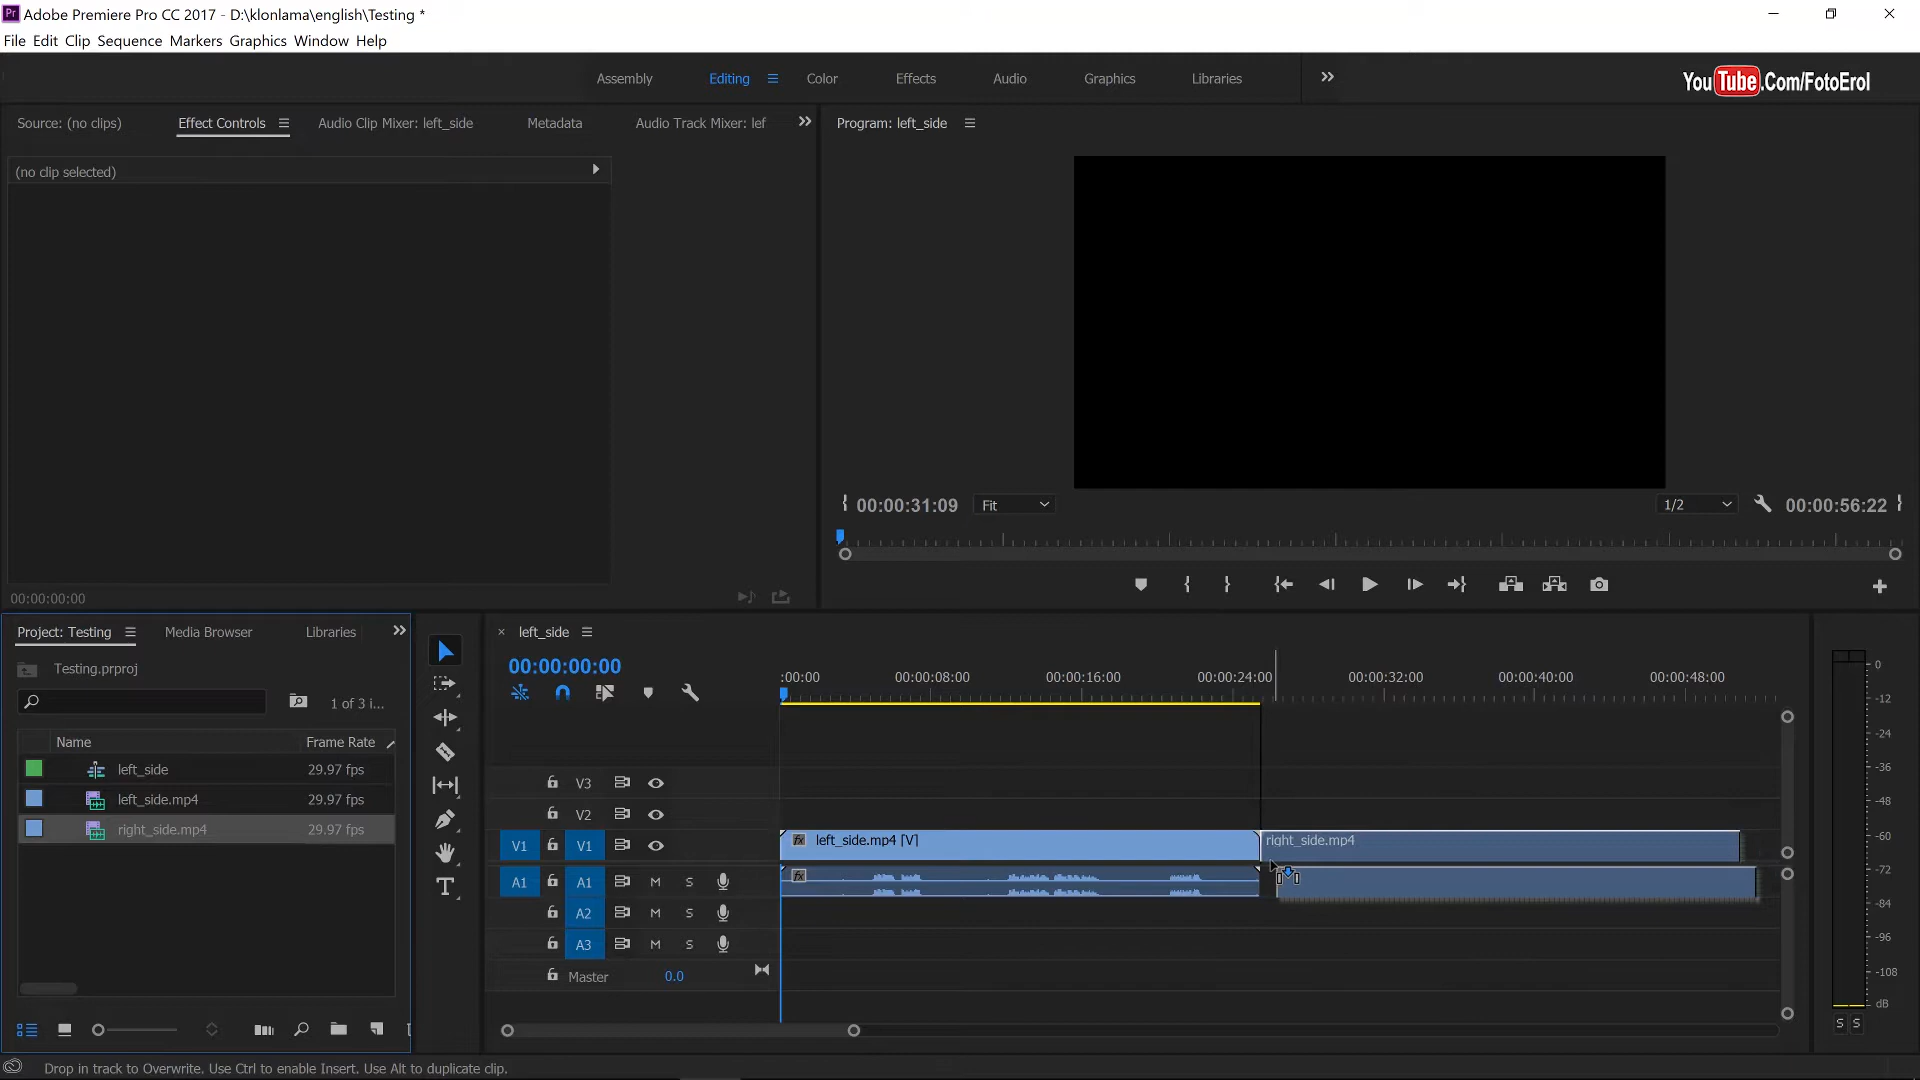 Pr Adobe Premiere Pro CC 2017 - D:\klonlama\english\Testing *
File Edit Clip Sequence Markers Graphics Window Help
Assembly Editing Color Effects Audio Graphics Libraries
YouTube.Com/FotoErol
Source: (no clips) Effect Controls Audio Clip Mixer: left_side Metadata Audio Track Mixer: lef
Program: left_side
(no clip selected)
00:00:31:09 Fit 1/2 00:00:56:22
00:00:00:00
Project: Testing Media Browser Libraries
left_side
Testing.prproj
00:00:00:00
:00:00 00:00:08:00 00:00:16:00 00:00:24:00 00:00:32:00 00:00:40:00 00:00:48:00
1 of 3 i...
Name Frame Rate
left_side 29.97 fps
left_side.mp4 29.97 fps
right_side.mp4 29.97 fps
V3
V2
V1 V1 fx left_side.mp4 [V] right_side.mp4
A1 A1 M S fx
A2 M S
A3 M S
Master 0.0
0
-12
-24
-36
-48
-60
-72
-84
-96
-108
dB
S S
Drop in track to Overwrite. Use Ctrl to enable Insert. Use Alt to duplicate clip.